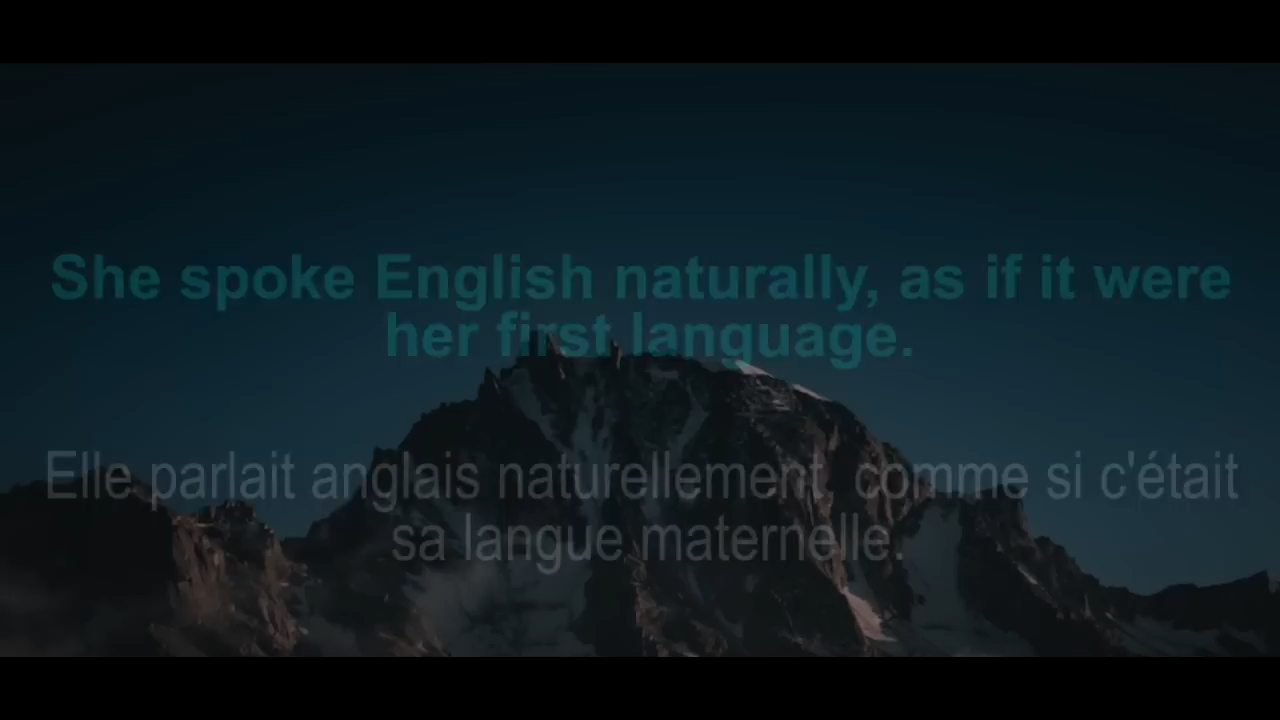 She spoke English naturally, as if it were
her first language.
Elle parlait anglais naturellement, comme si c'était
sa langue maternelle.